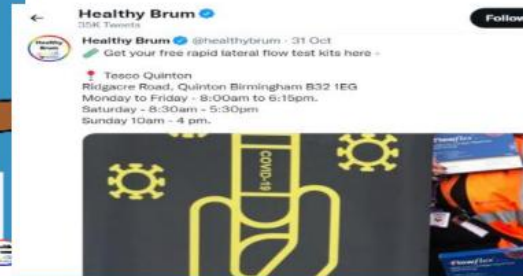 Healthy Brum
35K Tweets
Follow
Healthy Brum @healthybrum · 31 Oct
Get your free rapid lateral flow test kits here -
Tesco Quinton
Ridgacre Road, Quinton Birmingham B32 1EG
Monday to Friday - 8:00am to 6:15pm.
Saturday - 8:30am - 5:30pm
Sunday 10am - 4 pm.
COVID-19
Flowflex
Flowflex